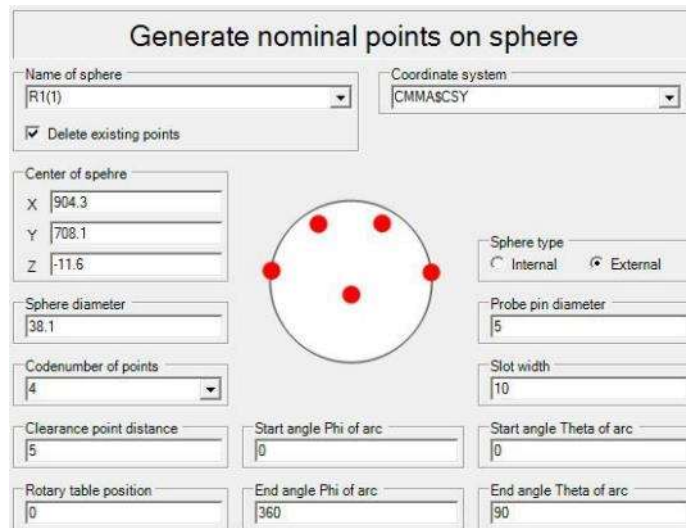 Generate nominal points on sphere
Name of sphere
Coordinate system
R1(1)
CMMA$CSY
Delete existing points
Center of spehre
X 904.3
Y 708.1
Z -11.6
Sphere type
Internal External
Sphere diameter
Probe pin diameter
38.1
5
Codenumber of points
Slot width
4
10
Clearance point distance
Start angle Phi of arc
Start angle Theta of arc
5
0
0
Rotary table position
End angle Phi of arc
End angle Theta of arc
0
360
90